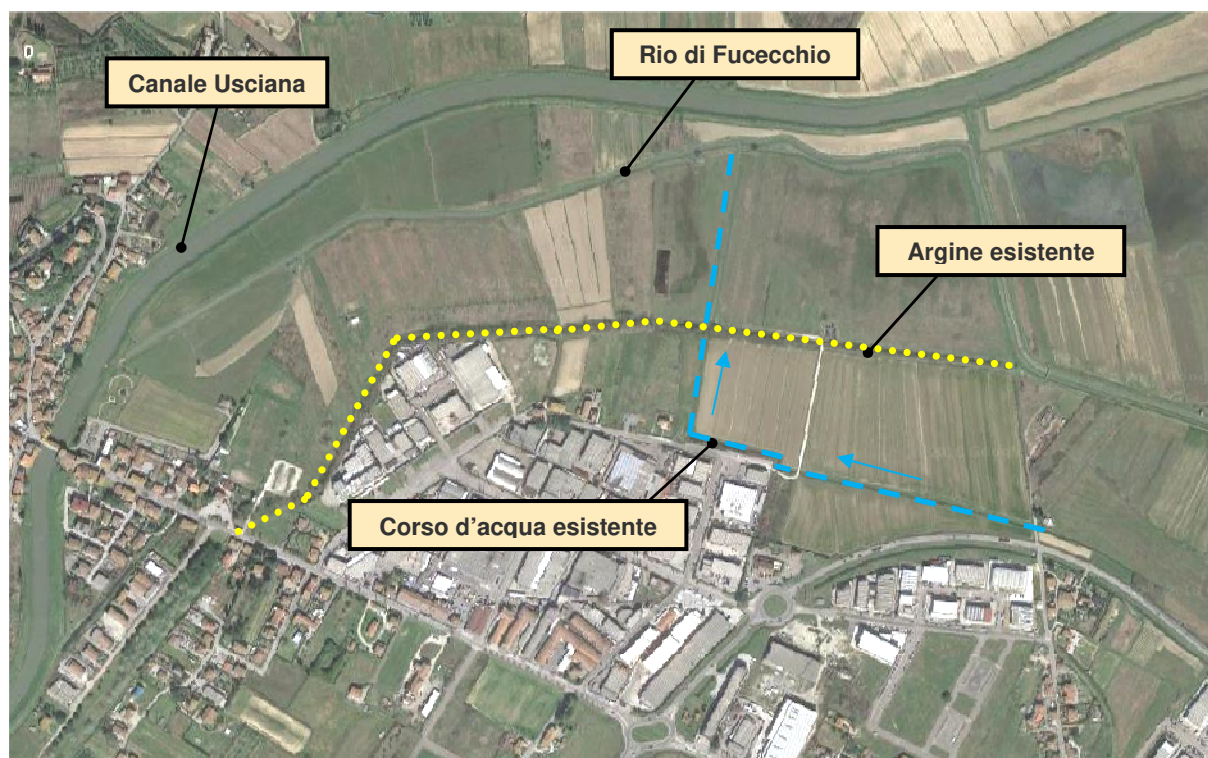 Rio di Fucecchio
Canale Usciana
Argine esistente
Corso d'acqua esistente